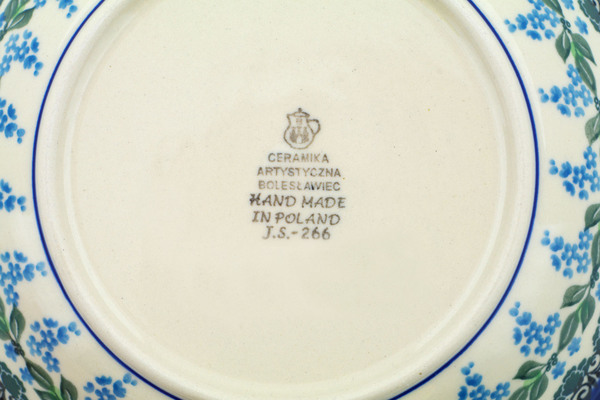 CERAMIKA
ARTYSTYCZNA
BOLESŁAWIEC
HAND MADE
IN POLAND
J.S.-266